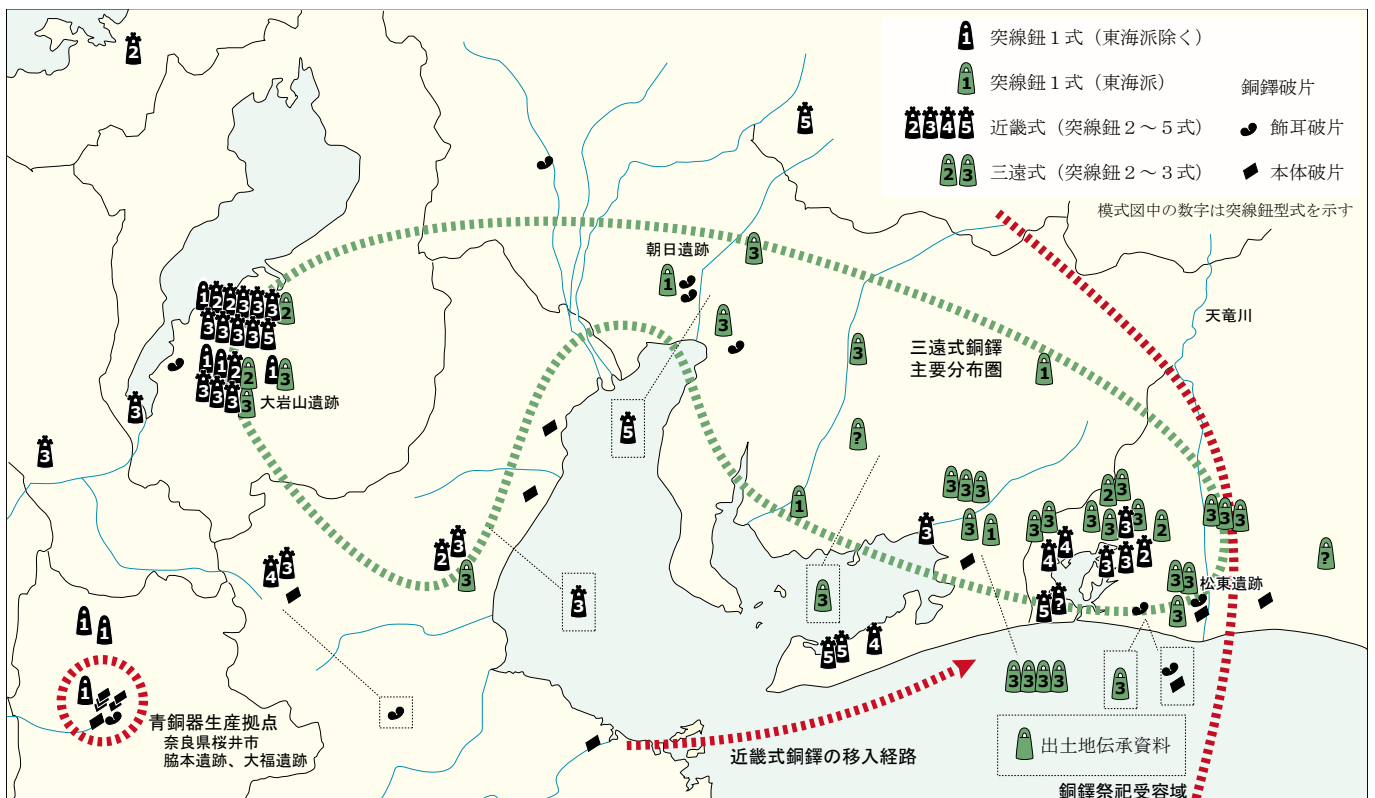 突線鈕１式（東海派除く）
突線鈕１式（東海派）
近畿式（突線鈕２～５式）
三遠式（突線鈕２～３式）
銅鐸破片
飾耳破片
本体破片
模式図中の数字は突線鈕型式を示す
朝日遺跡
天竜川
三遠式銅鐸
主要分布圏
大岩山遺跡
松東遺跡
青銅器生産拠点
奈良県桜井市
脇本遺跡、大福遺跡
近畿式銅鐸の移入経路
出土地伝承資料
銅鐸祭祀受容域